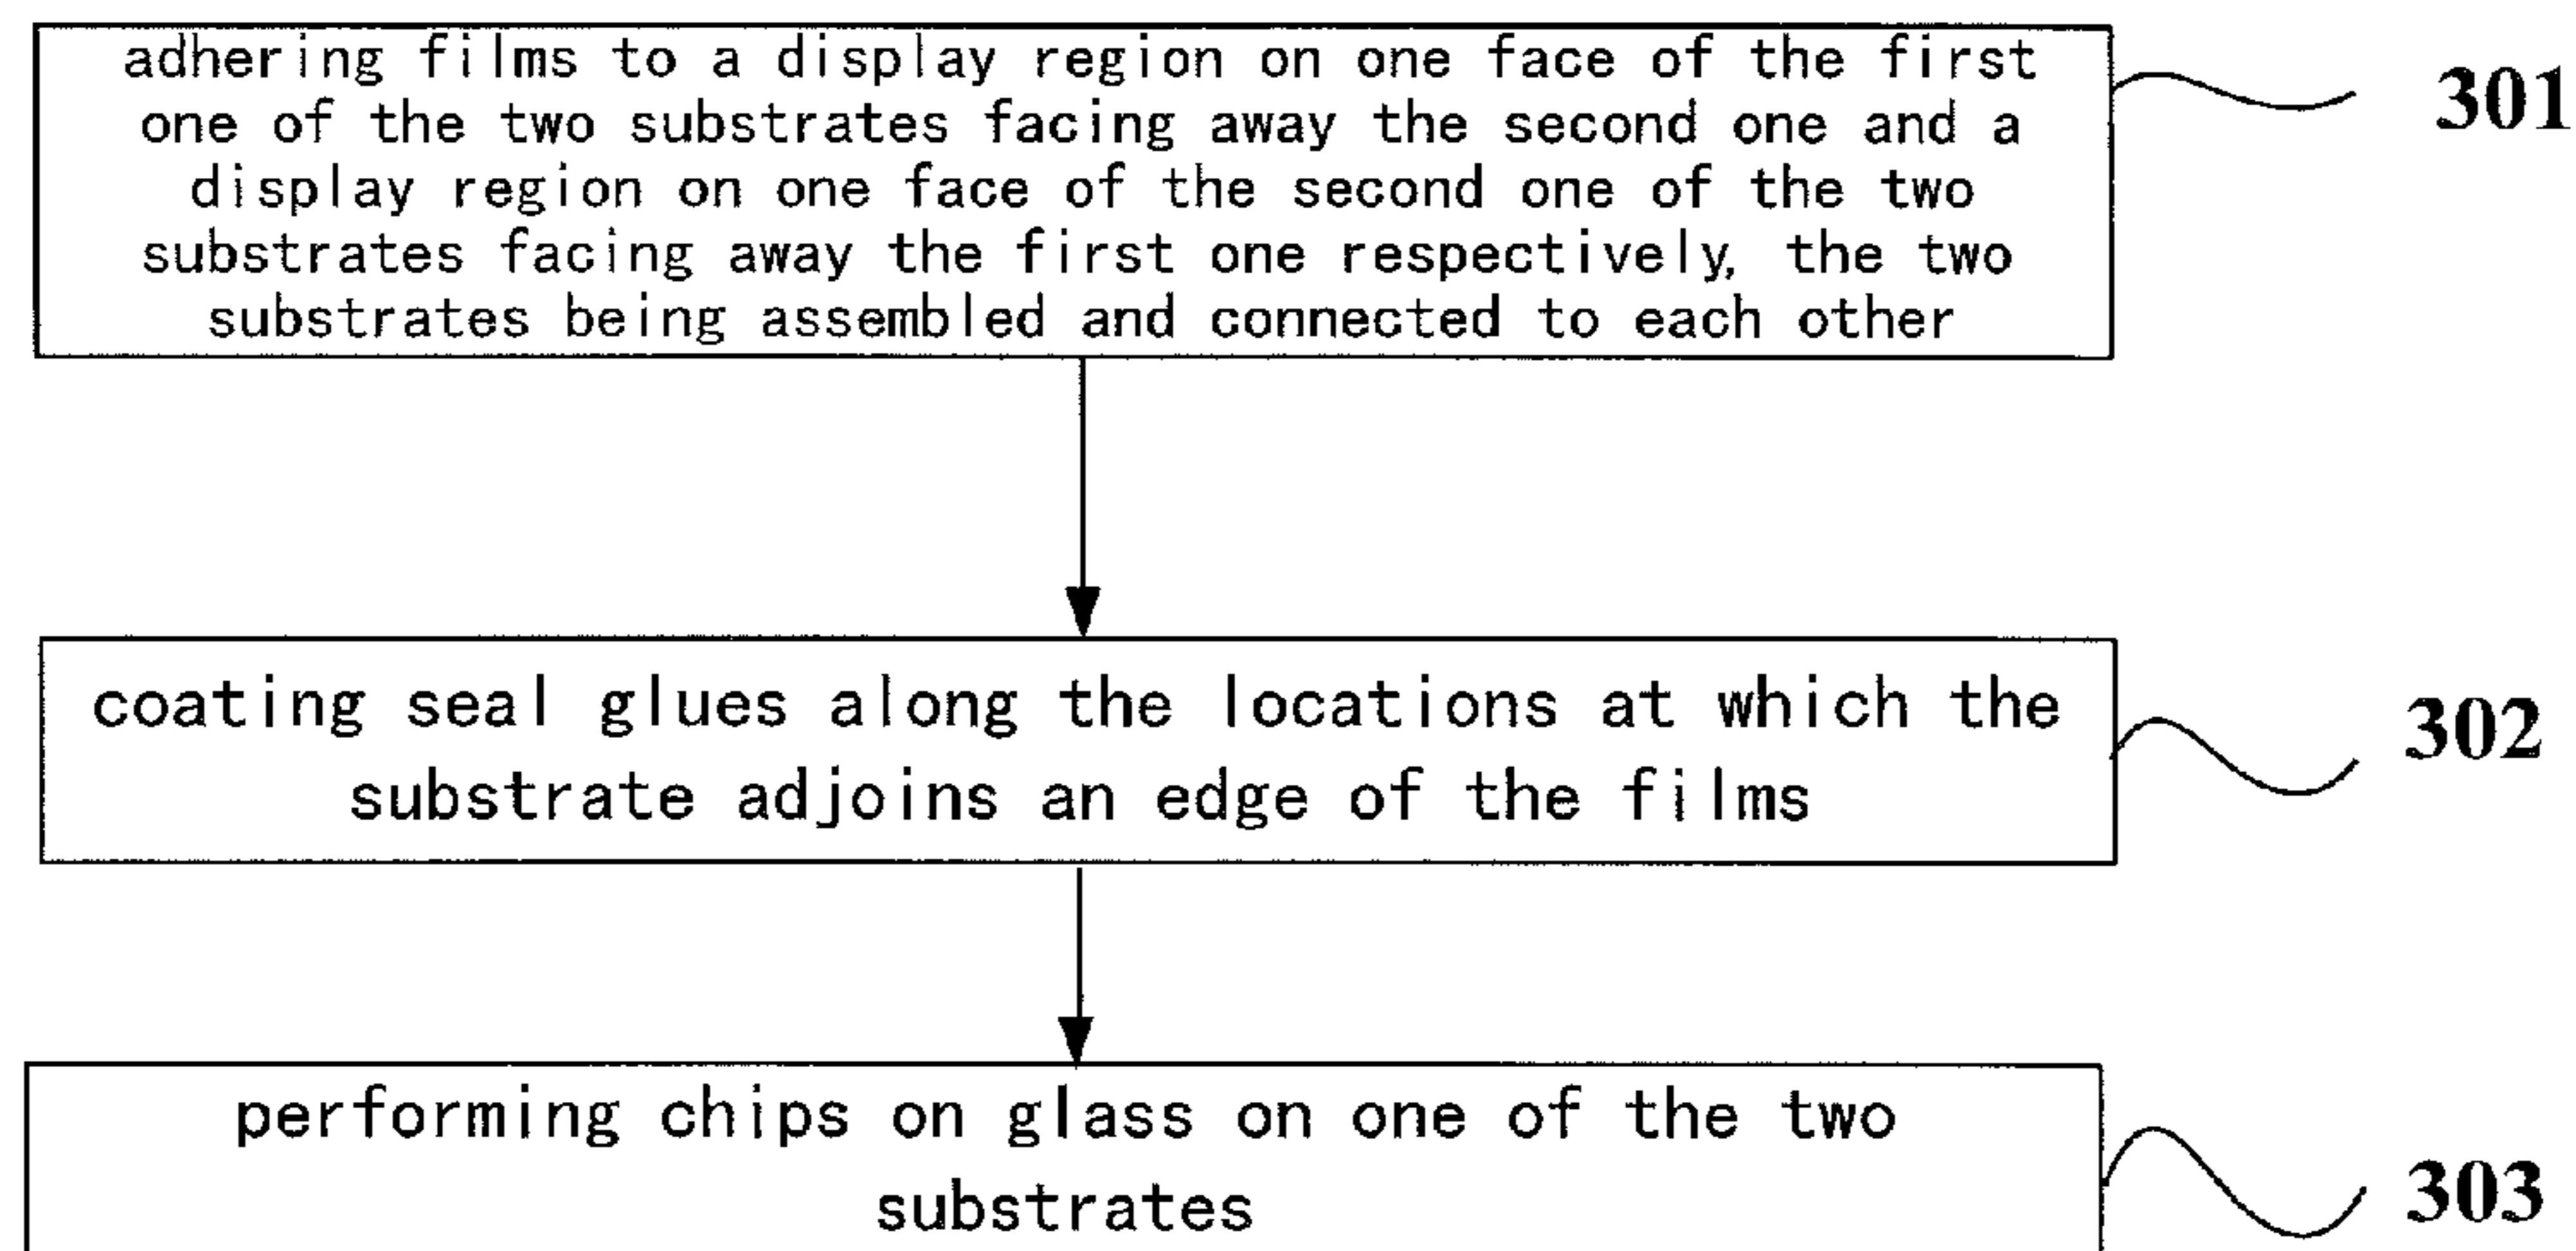 adhering films to a display region on one face of the first
one of the two substrates facing away the second one and a
display region on one face of the second one of the two
substrates facing away the first one respectively, the two
substrates being assembled and connected to each other
301
coating seal glues along the locations at which the
substrate adjoins an edge of the films
302
performing chips on glass on one of the two
substrates
303